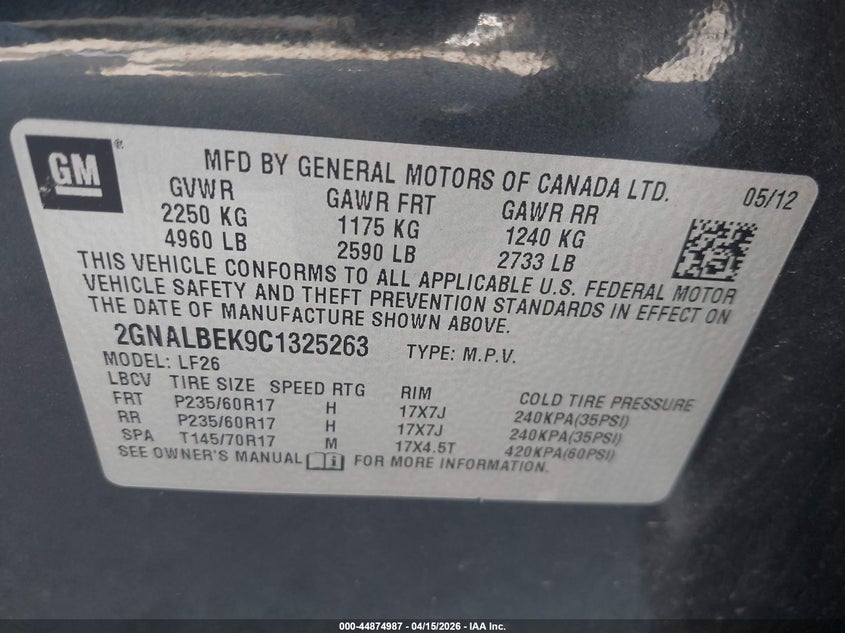 GM ®
MFD BY GENERAL MOTORS OF CANADA LTD. 05/12
GVWR GAWR FRT GAWR RR
2250 KG 1175 KG 1240 KG
4960 LB 2590 LB 2733 LB
THIS VEHICLE CONFORMS TO ALL APPLICABLE U.S. FEDERAL MOTOR
VEHICLE SAFETY AND THEFT PREVENTION STANDARDS IN EFFECT ON
THE DATE OF MANUFACTURE SHOWN ABOVE.
2GNALBEK9C1325263 TYPE: M.P.V.
MODEL: LF26
LBCV TIRE SIZE SPEED RTG RIM COLD TIRE PRESSURE
FRT P235/60R17 H 17X7J 240KPA(35PSI)
RR P235/60R17 H 17X7J 240KPA(35PSI)
SPA T145/70R17 M 17X4.5T 420KPA(60PSI)
SEE OWNER'S MANUAL i FOR MORE INFORMATION.
000-44874987 - 04/15/2026 - IAA Inc.